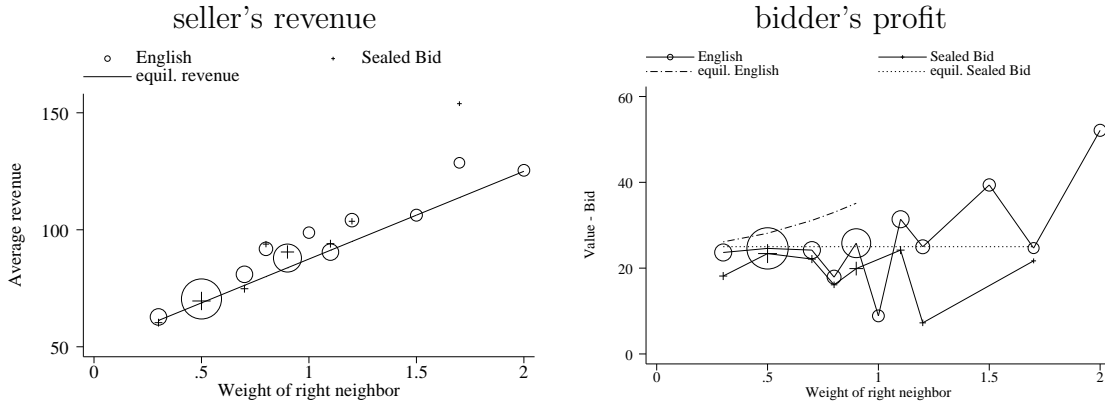 seller's revenue
English
Sealed Bid
equil. revenue
Average revenue
150
100
50
0
.5
1
1.5
2
Weight of right neighbor
bidder's profit
English
Sealed Bid
equil. English
equil. Sealed Bid
Value - Bid
60
40
20
0
0
.5
1
1.5
2
Weight of right neighbor